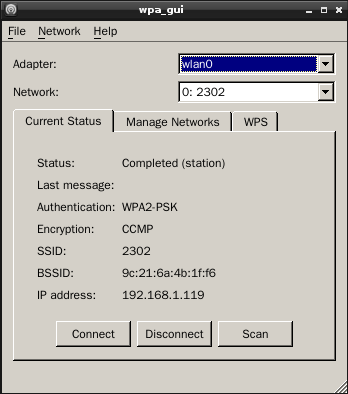 wpa_gui
File Network Help
Adapter: wlan0
Network: 0: 2302
Current Status Manage Networks WPS
Status: Completed (station)
Last message:
Authentication: WPA2-PSK
Encryption: CCMP
SSID: 2302
BSSID: 9c:21:6a:4b:1f:f6
IP address: 192.168.1.119
Connect Disconnect Scan